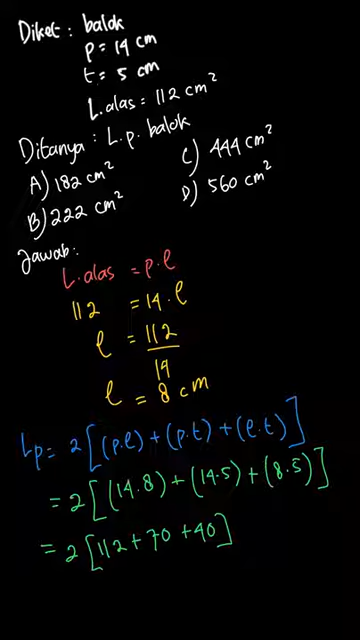 Diket : balok
p = 14 cm
t = 5 cm
L.alas = 112 cm²
Ditanya : L.p. balok
A) 182 cm²
B) 222 cm²
C) 444 cm²
D) 560 cm²
Jawab:
L.alas = p.l
112 = 14.l
l = 112/14
l = 8 cm
Lp = 2[(p.l) + (p.t) + (l.t)]
= 2[(14.8) + (14.5) + (8.5)]
= 2[112 + 70 + 40]